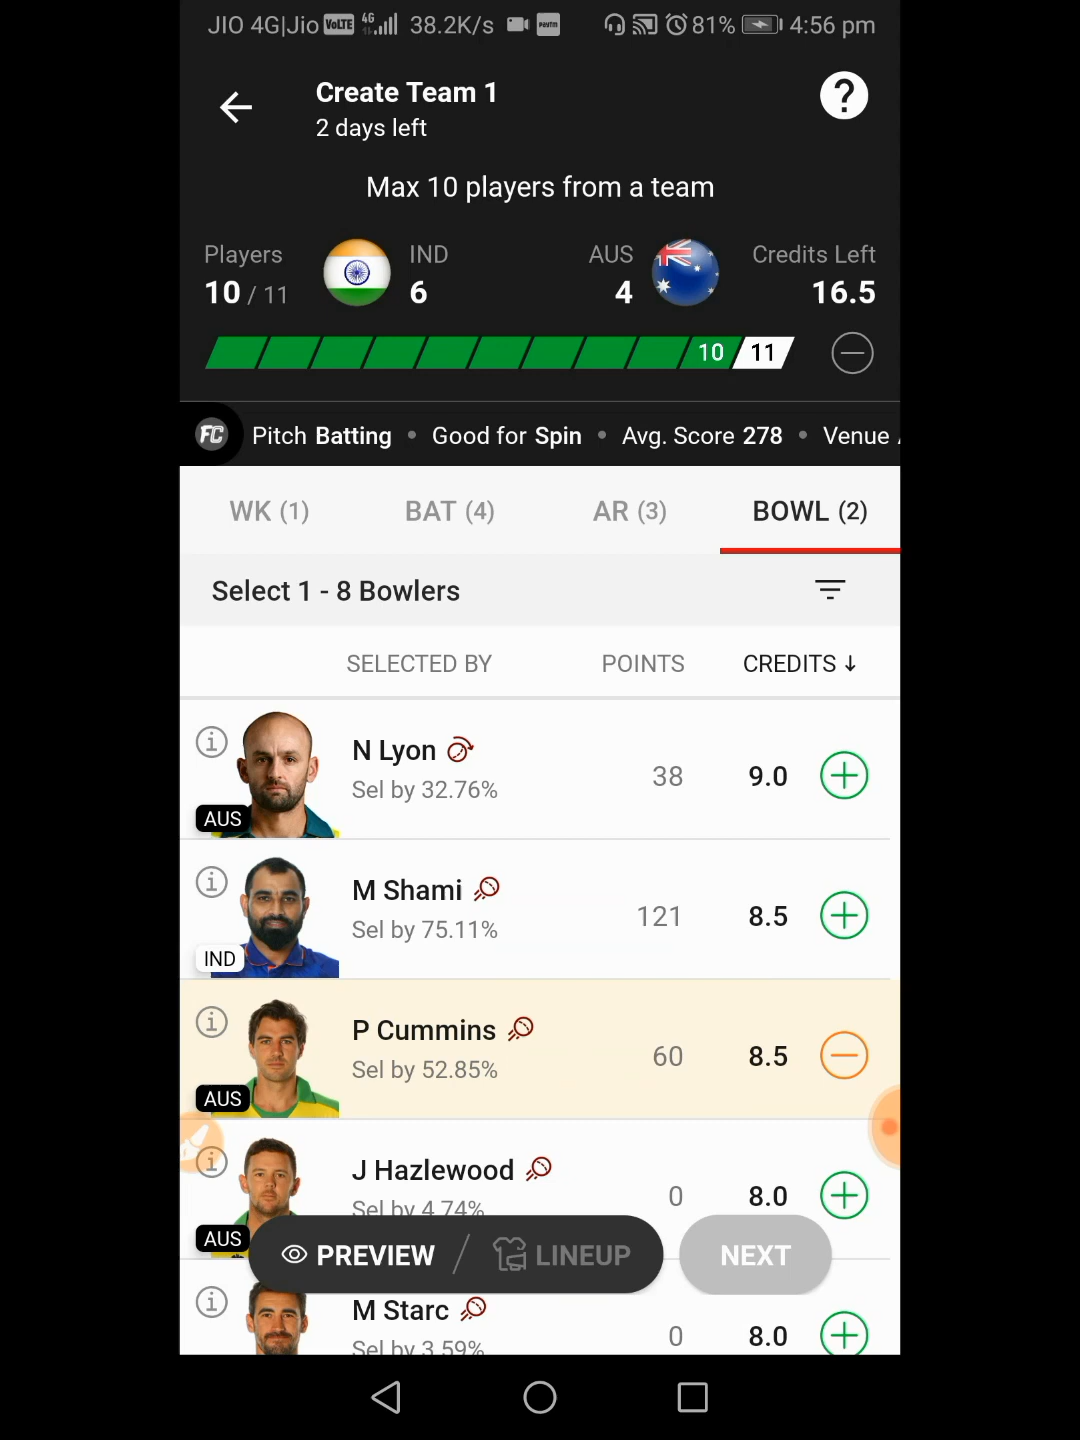 JIO 4G|Jio VoLTE 4G 38.2K/s paytm 81% 4:56 pm
Create Team 1
2 days left
?
Max 10 players from a team
Players IND AUS Credits Left
10 / 11 6 4 16.5
10 11
FC Pitch Batting • Good for Spin • Avg. Score 278 • Venue
WK (1) BAT (4) AR (3) BOWL (2)
Select 1 - 8 Bowlers
SELECTED BY POINTS CREDITS ↓
N Lyon
Sel by 32.76% 38 9.0
AUS
M Shami
Sel by 75.11% 121 8.5
IND
P Cummins
Sel by 52.85% 60 8.5
AUS
J Hazlewood
Sel by 4.74% 0 8.0
AUS
PREVIEW / LINEUP NEXT
M Starc
Sel by 3.59% 0 8.0